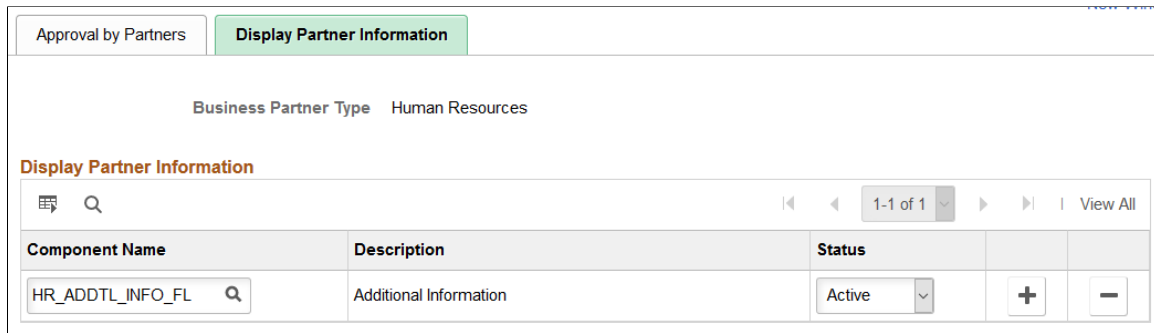 Approval by Partners
Display Partner Information
Business Partner Type Human Resources
Display Partner Information
1-1 of 1
View All
Component Name Description Status
HR_ADDTL_INFO_FL Additional Information Active